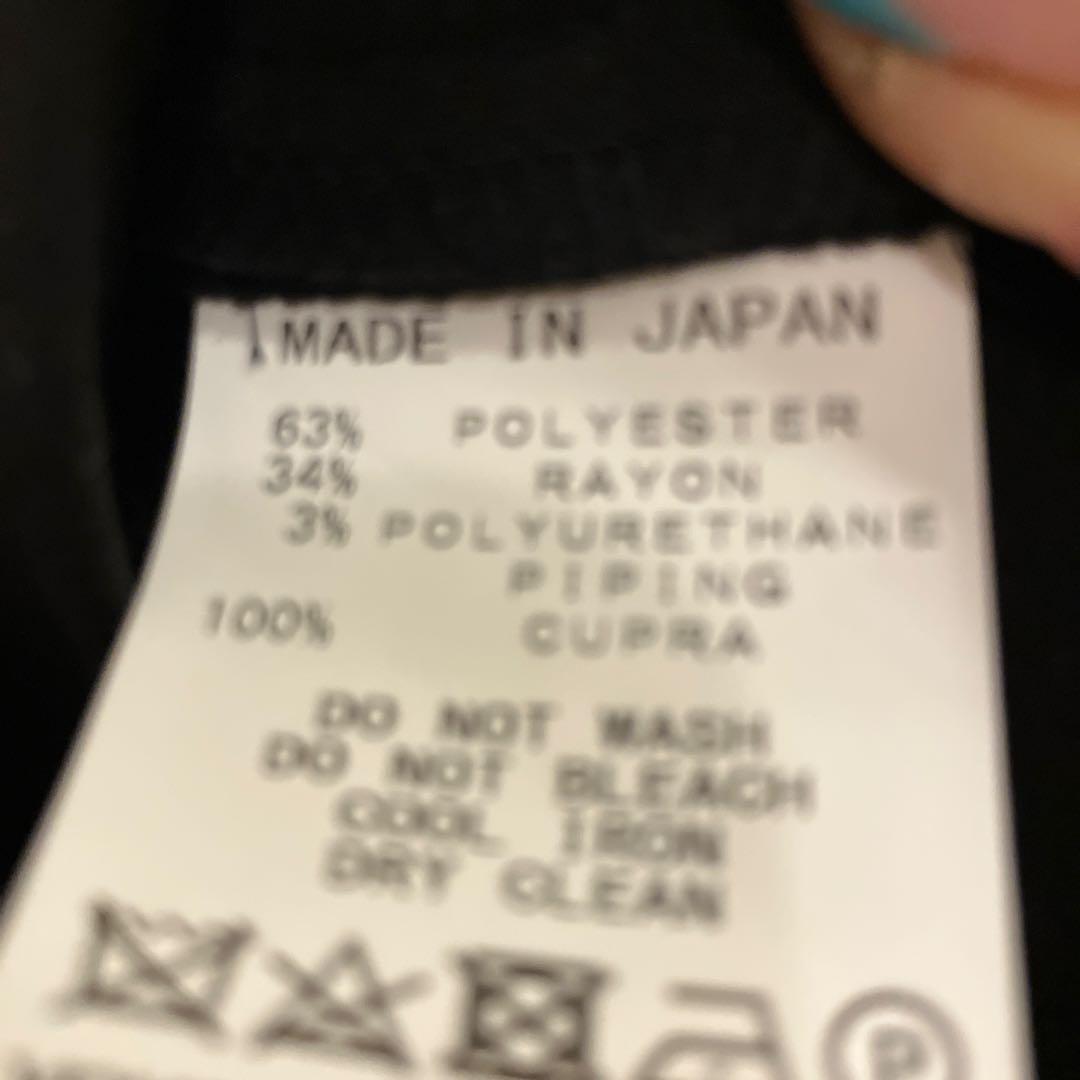 MADE IN JAPAN
63% POLYESTER
34% RAYON
3% POLYURETHANE
PIPING
100% CUPRA
DO NOT WASH
DO NOT BLEACH
COOL IRON
DRY CLEAN
P